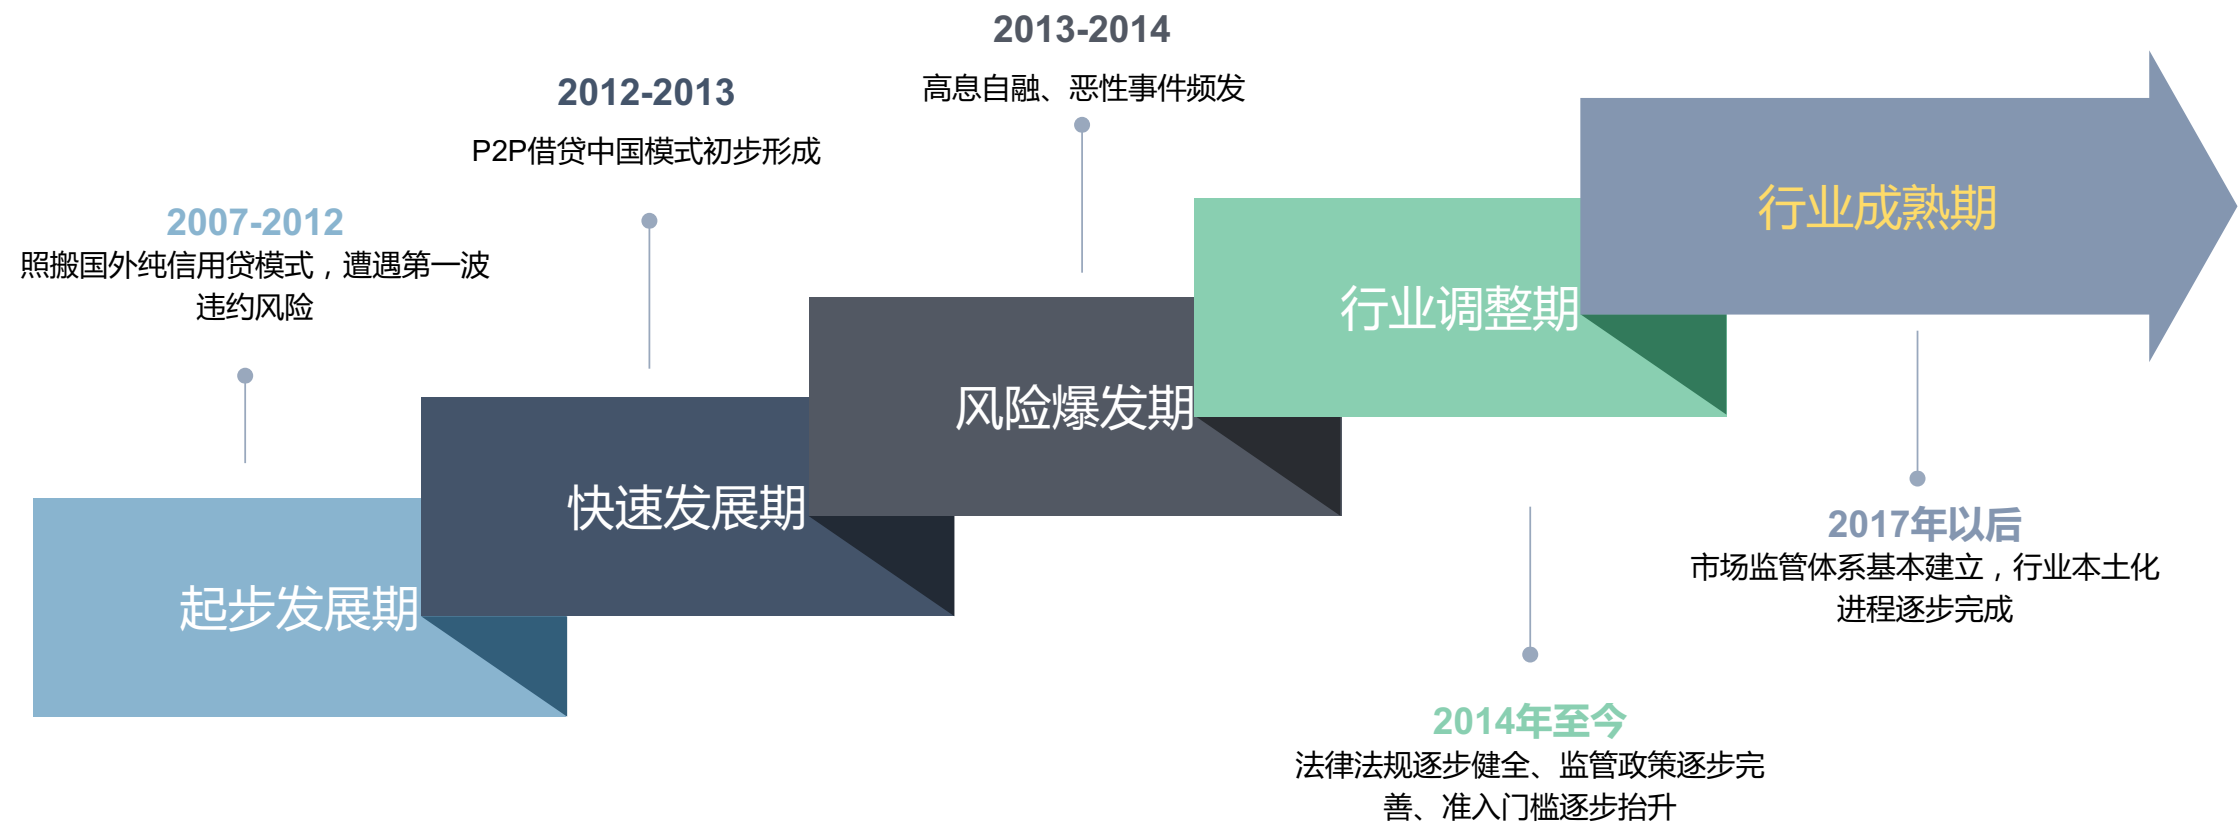 2007-2012
照搬国外纯信用贷模式，遭遇第一波
违约风险
起步发展期
2012-2013
P2P借贷中国模式初步形成
快速发展期
2013-2014
高息自融、恶性事件频发
风险爆发期
行业调整期
2014年至今
法律法规逐步健全、监管政策逐步完
善、准入门槛逐步抬升
行业成熟期
2017年以后
市场监管体系基本建立，行业本土化
进程逐步完成